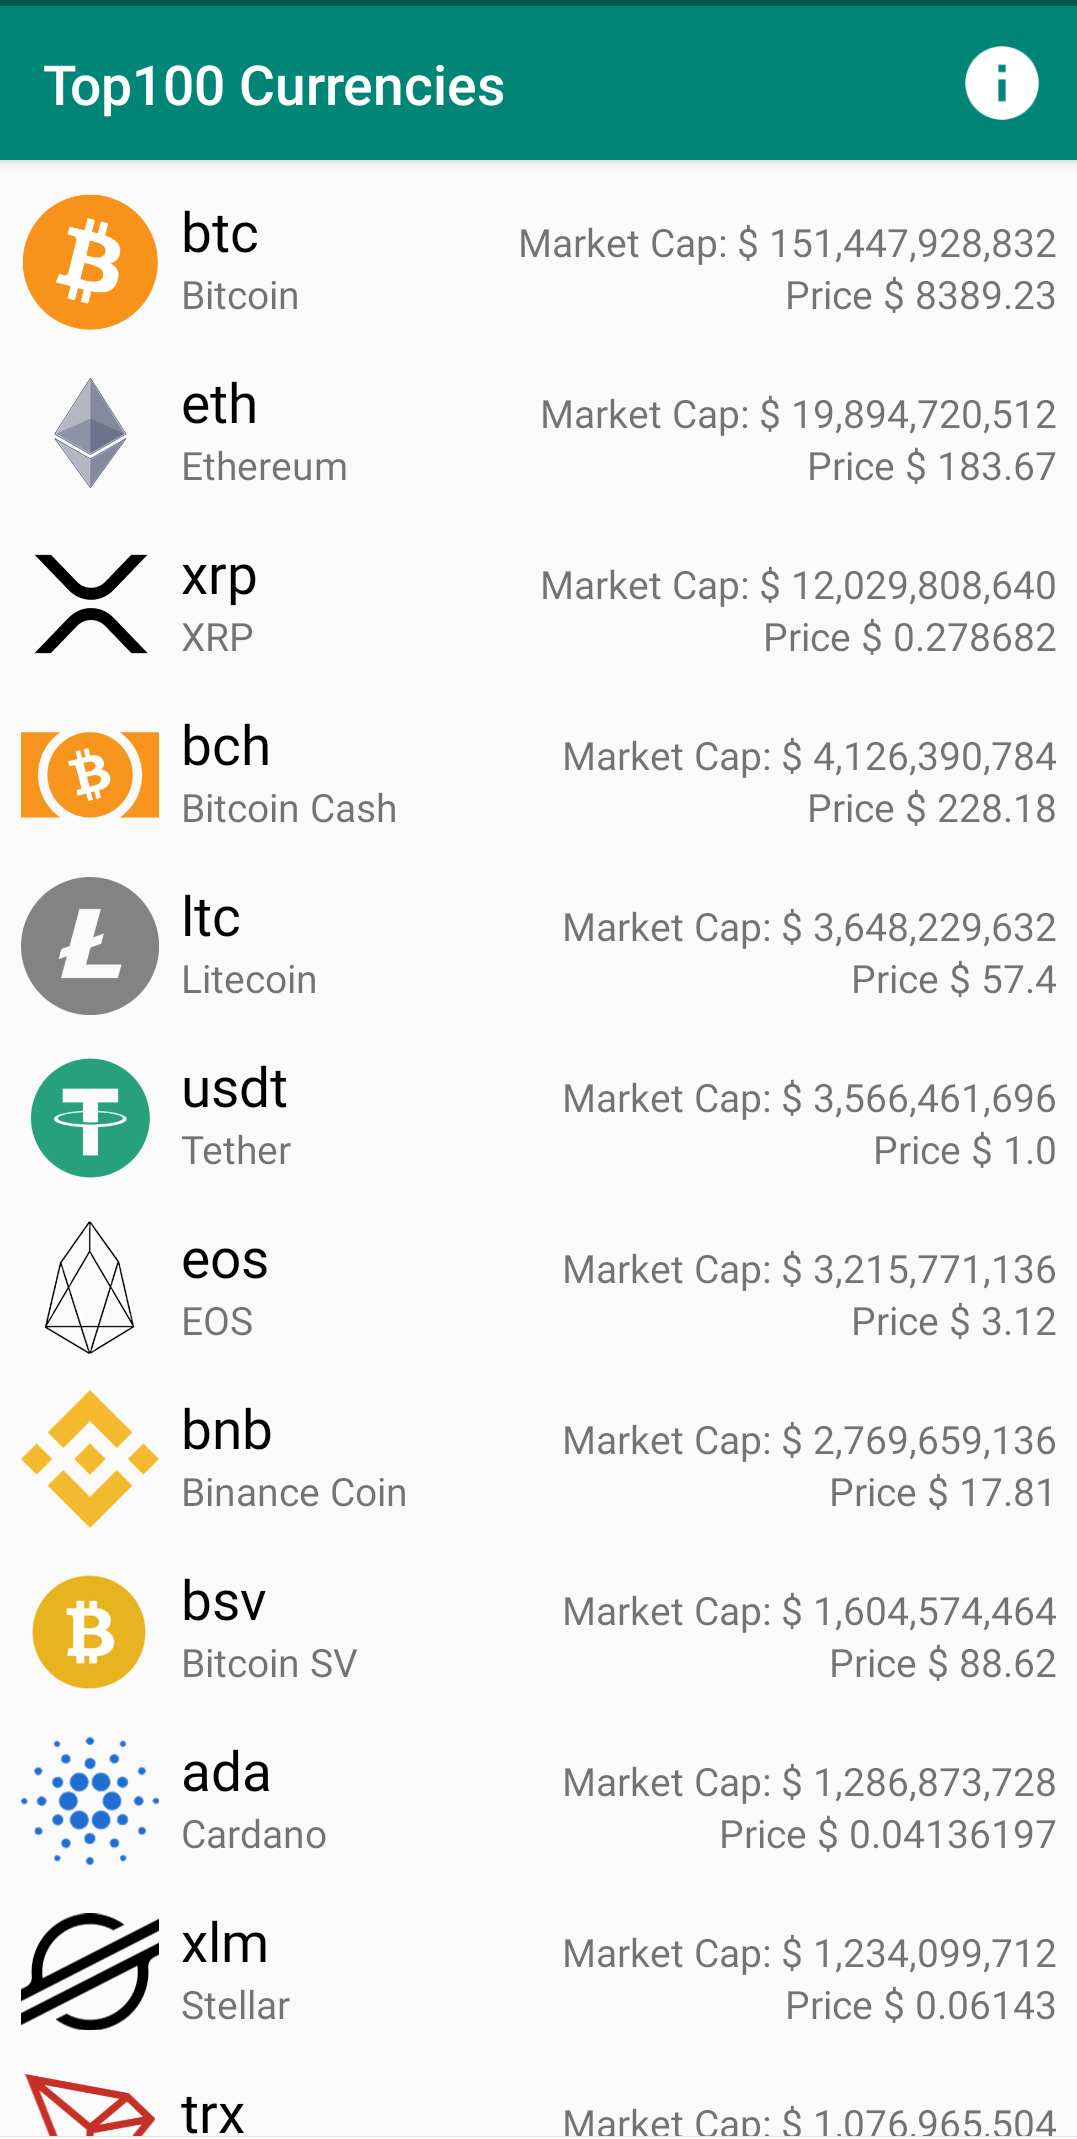 Top100 Currencies
btc
Market Cap: $ 151,447,928,832
Bitcoin
Price $ 8389.23
eth
Market Cap: $ 19,894,720,512
Ethereum
Price $ 183.67
xrp
Market Cap: $ 12,029,808,640
XRP
Price $ 0.278682
bch
Market Cap: $ 4,126,390,784
Bitcoin Cash
Price $ 228.18
ltc
Market Cap: $ 3,648,229,632
Litecoin
Price $ 57.4
usdt
Market Cap: $ 3,566,461,696
Tether
Price $ 1.0
eos
Market Cap: $ 3,215,771,136
EOS
Price $ 3.12
bnb
Market Cap: $ 2,769,659,136
Binance Coin
Price $ 17.81
bsv
Market Cap: $ 1,604,574,464
Bitcoin SV
Price $ 88.62
ada
Market Cap: $ 1,286,873,728
Cardano
Price $ 0.04136197
xlm
Market Cap: $ 1,234,099,712
Stellar
Price $ 0.06143
trx
Market Cap: $ 1,076,965,504